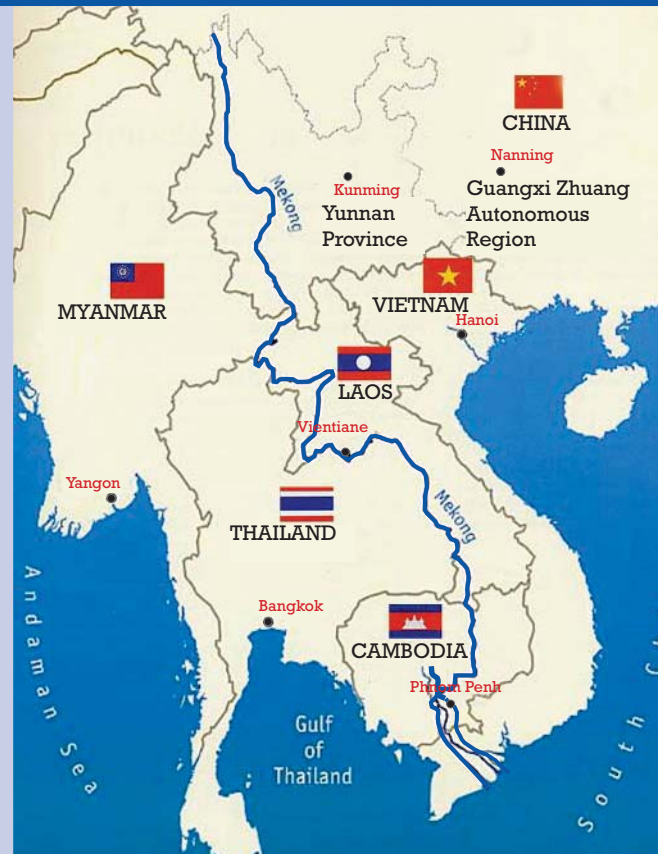 CHINA
Nanning
Guangxi Zhuang
Autonomous
Region
Kunming
Yunnan
Province
Mekong
MYANMAR
VIETNAM
Hanoi
LAOS
Vientiane
Yangon
THAILAND
Mekong
Bangkok
CAMBODIA
Phnom Penh
Andaman Sea
Gulf
of
Thailand
South